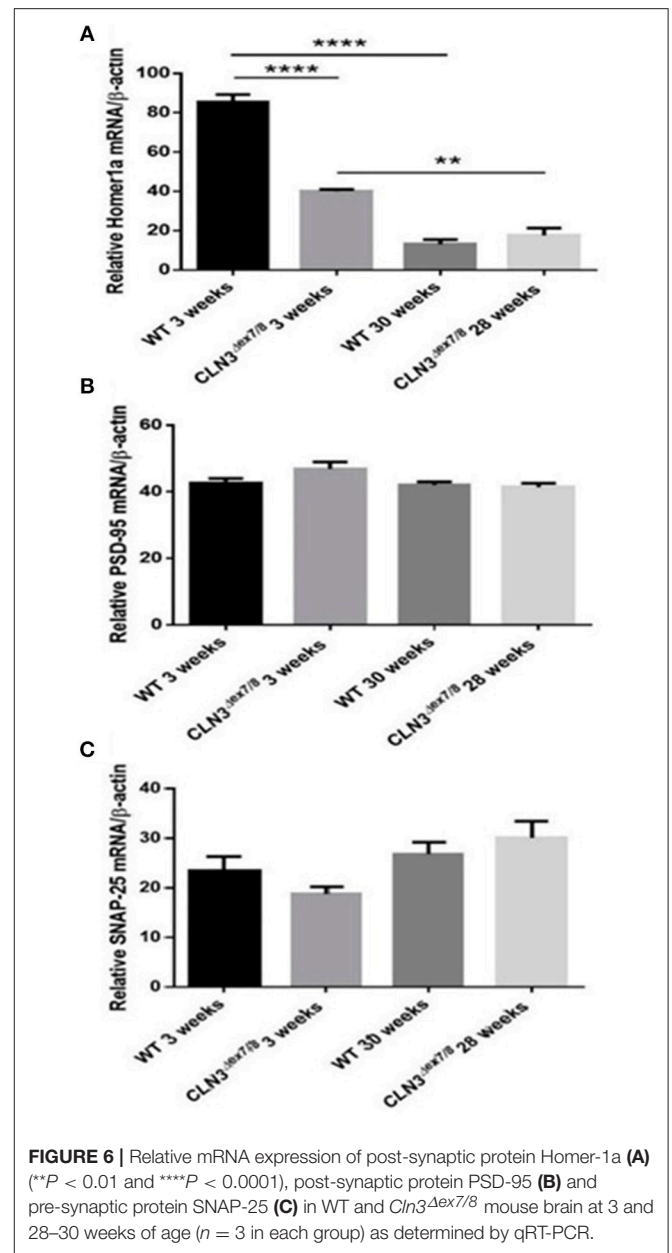 A
****
****
**
Relative Homer1a mRNA/β-actin
100
80
60
40
20
0
WT 3 weeks
CLN3Δex7/8 3 weeks
WT 30 weeks
CLN3Δex7/8 28 weeks
B
Relative PSD-95 mRNA/β-actin
60
40
20
0
WT 3 weeks
CLN3Δex7/8 3 weeks
WT 30 weeks
CLN3Δex7/8 28 weeks
C
Relative SNAP-25 mRNA/β-actin
40
30
20
10
0
WT 3 weeks
CLN3Δex7/8 3 weeks
WT 30 weeks
CLN3Δex7/8 28 weeks
FIGURE 6 | Relative mRNA expression of post-synaptic protein Homer-1a (A)
(**P < 0.01 and ****P < 0.0001), post-synaptic protein PSD-95 (B) and
pre-synaptic protein SNAP-25 (C) in WT and Cln3Δex7/8 mouse brain at 3 and
28–30 weeks of age (n = 3 in each group) as determined by qRT-PCR.